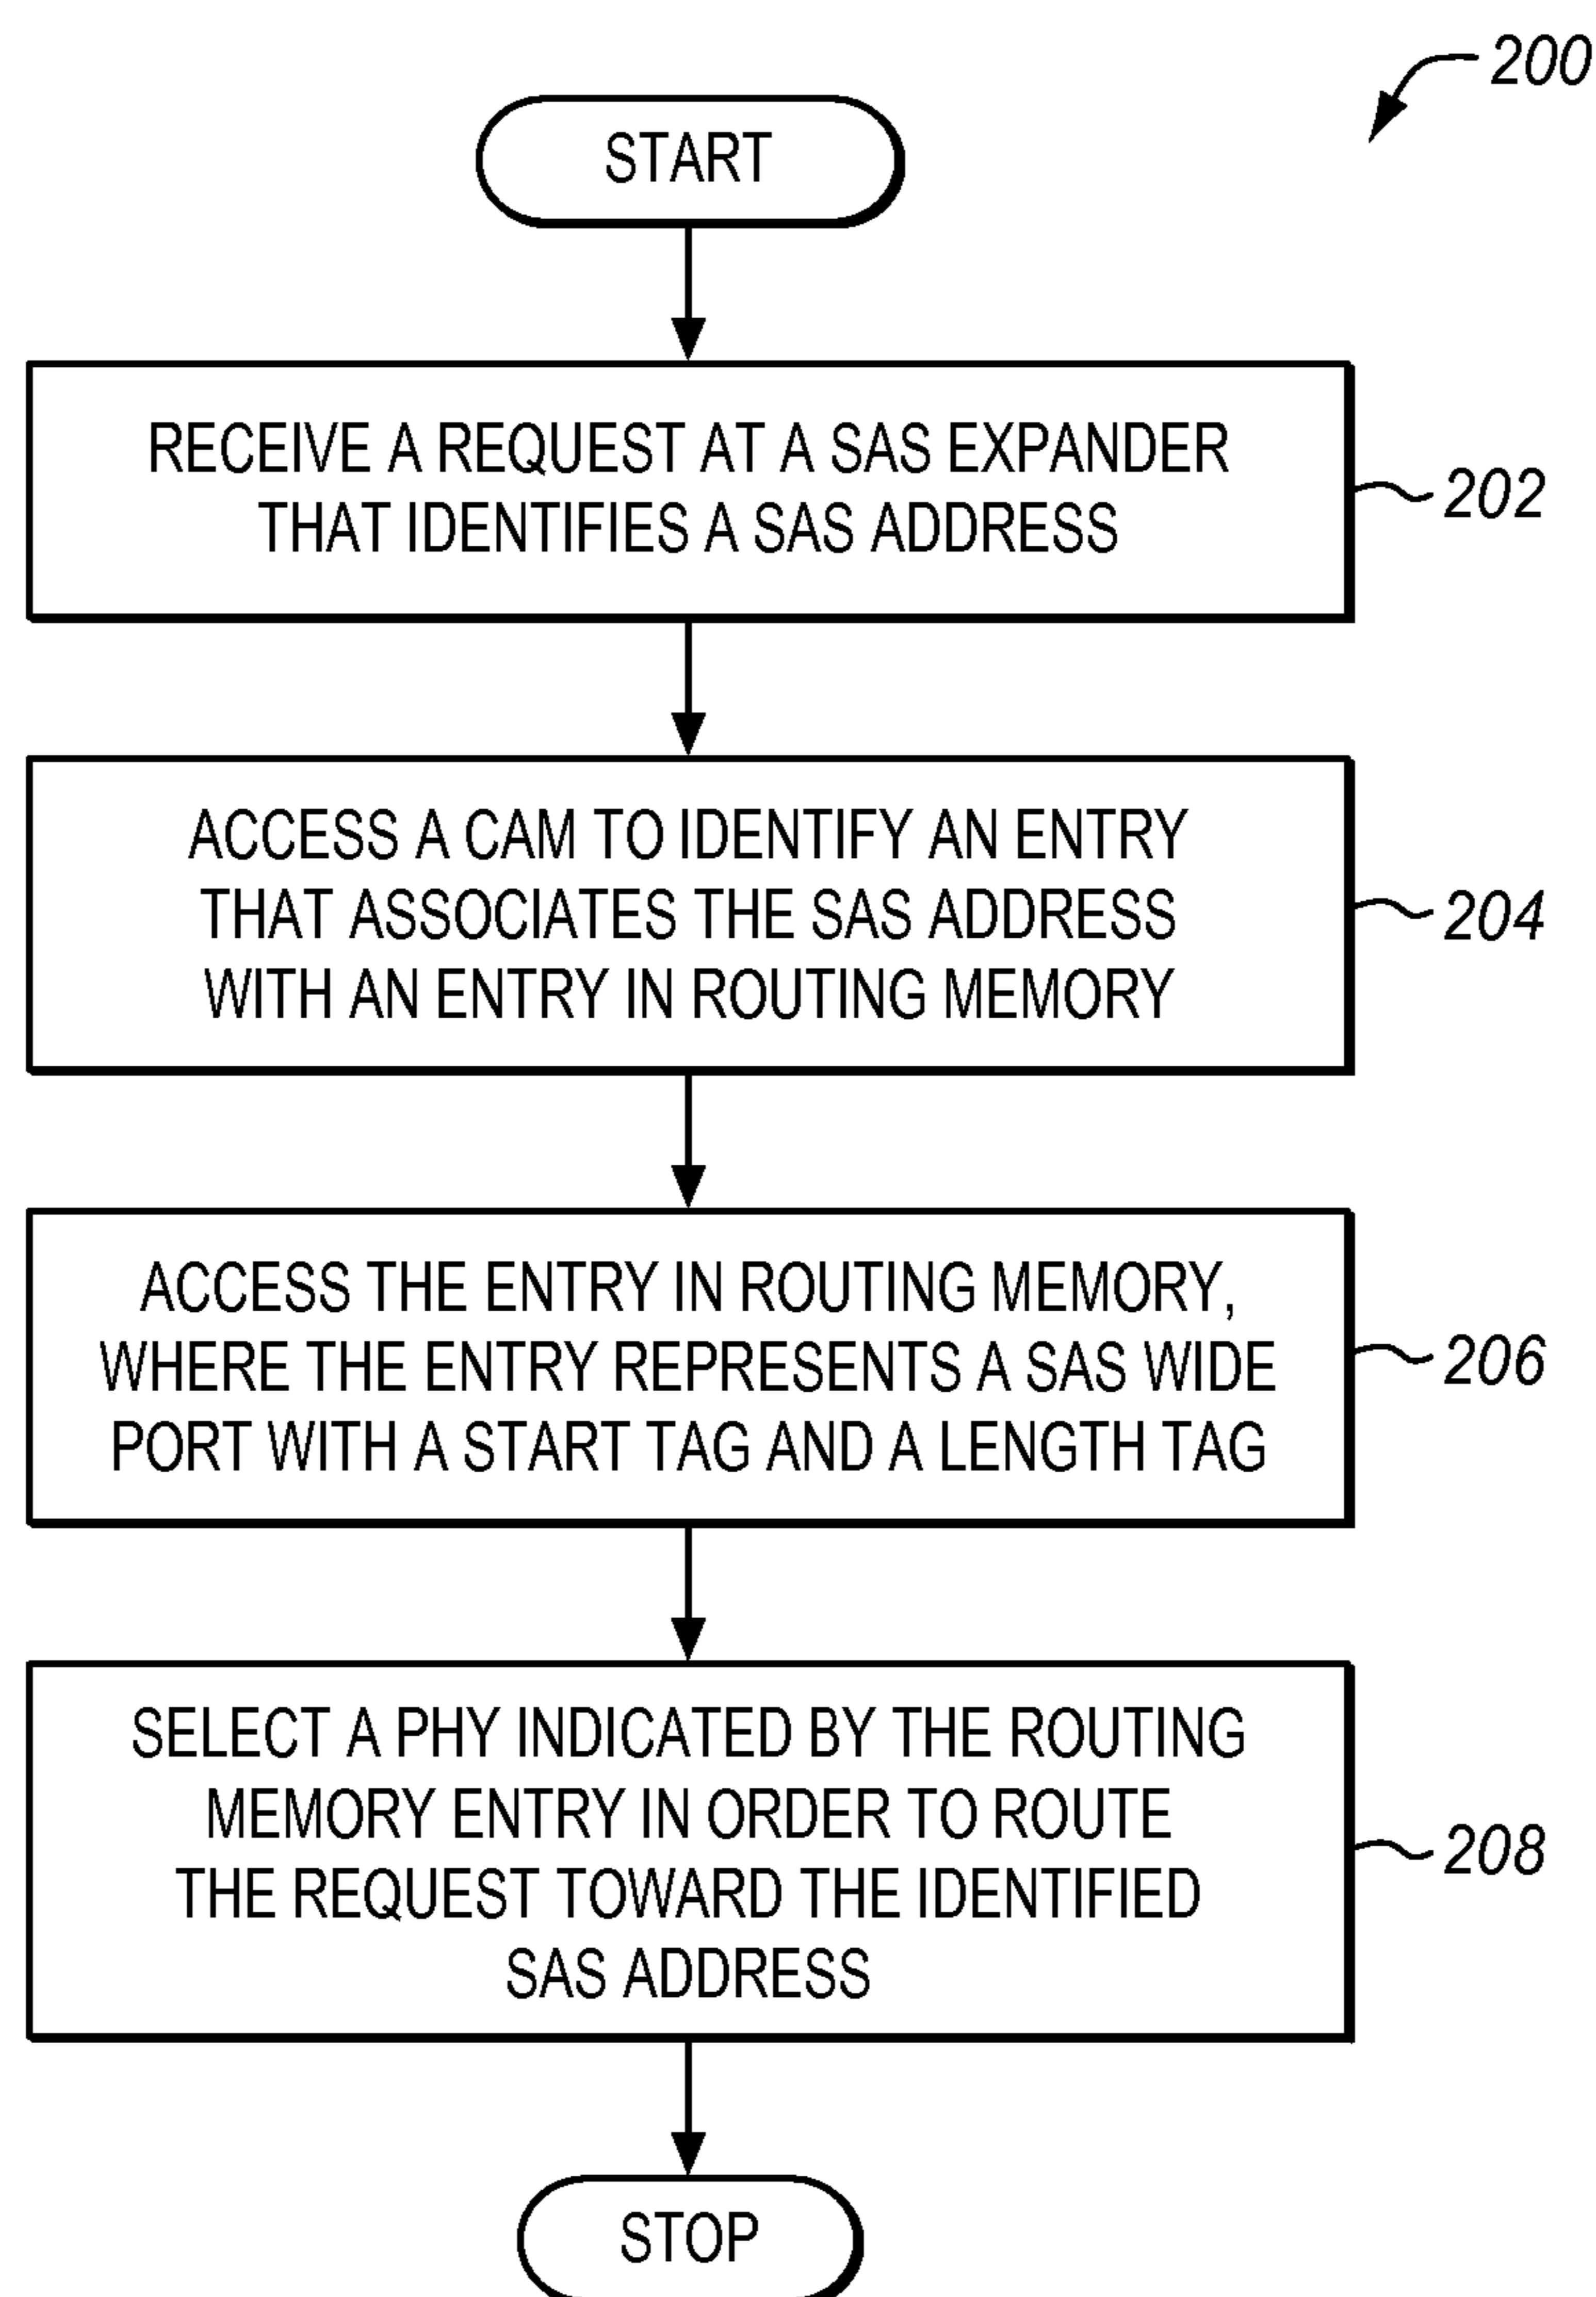 200
START
RECEIVE A REQUEST AT A SAS EXPANDER
THAT IDENTIFIES A SAS ADDRESS
202
ACCESS A CAM TO IDENTIFY AN ENTRY
THAT ASSOCIATES THE SAS ADDRESS
WITH AN ENTRY IN ROUTING MEMORY
204
ACCESS THE ENTRY IN ROUTING MEMORY,
WHERE THE ENTRY REPRESENTS A SAS WIDE
PORT WITH A START TAG AND A LENGTH TAG
206
SELECT A PHY INDICATED BY THE ROUTING
MEMORY ENTRY IN ORDER TO ROUTE
THE REQUEST TOWARD THE IDENTIFIED
SAS ADDRESS
208
STOP